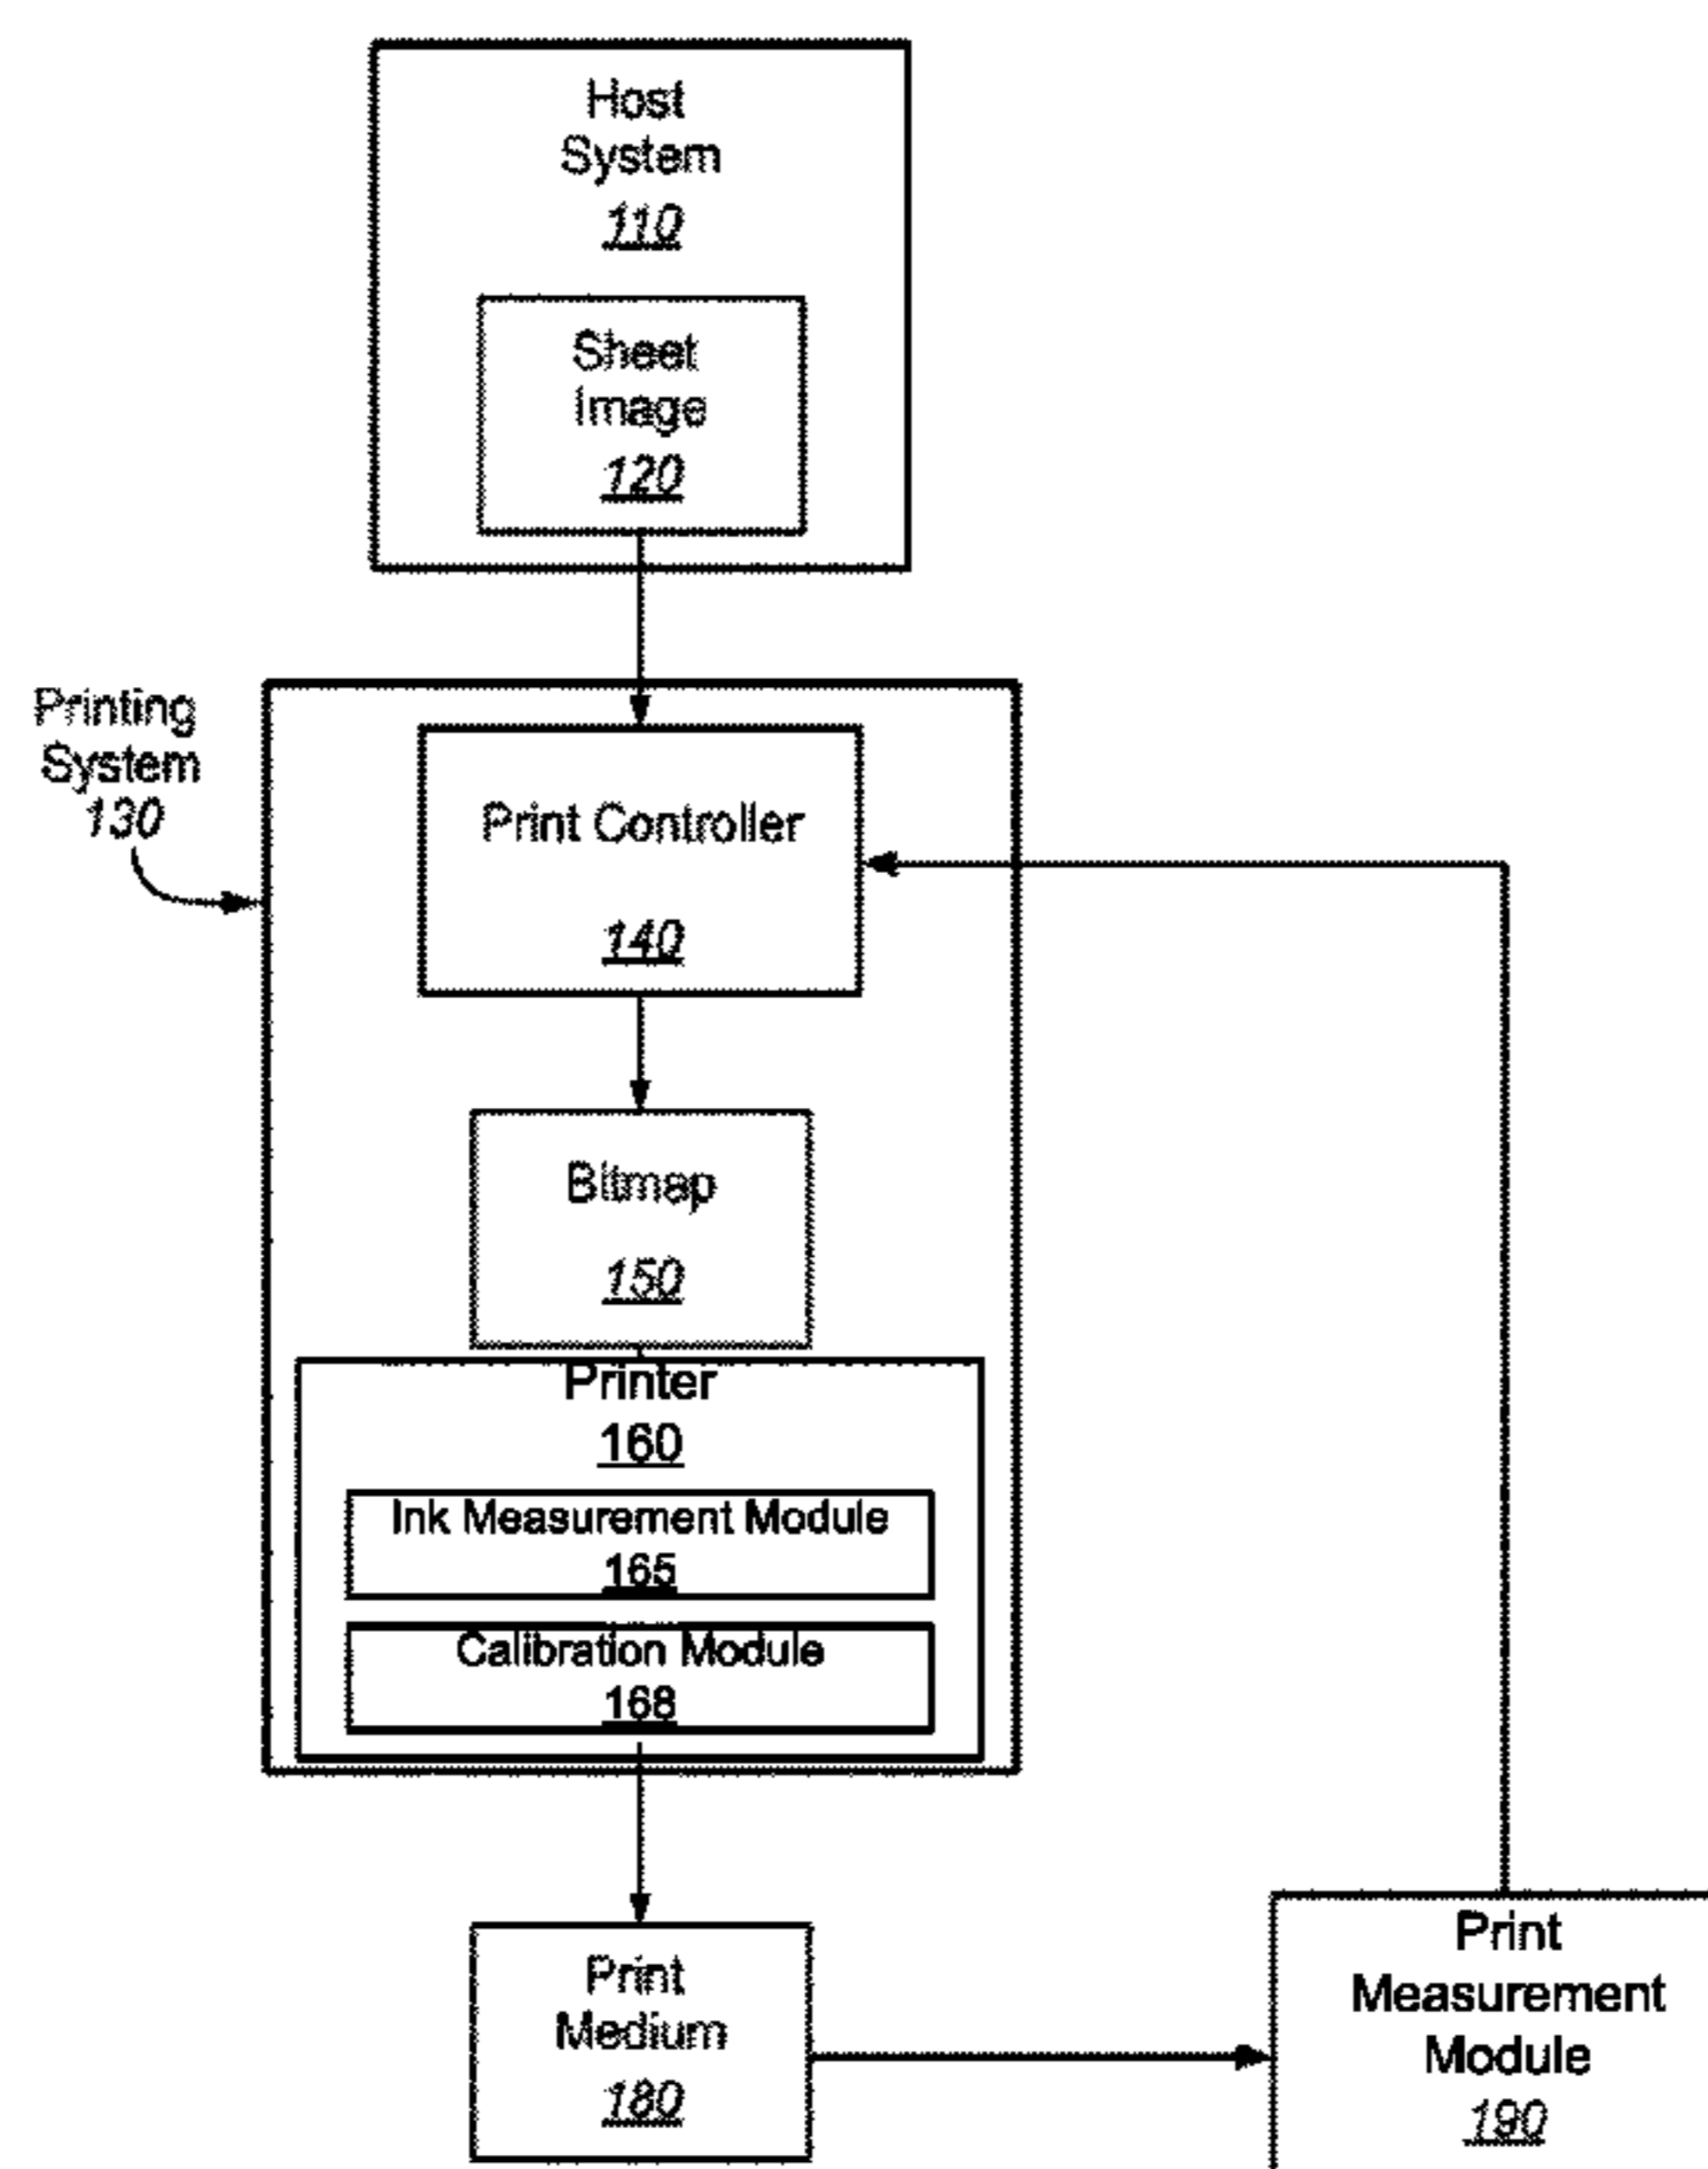 Host
System
110
Sheet
Image
120
Printing
System
130
Print Controller
140
Bitmap
150
Printer
160
Ink Measurement Module
165
Calibration Module
168
Print
Medium
180
Print
Measurement
Module
190